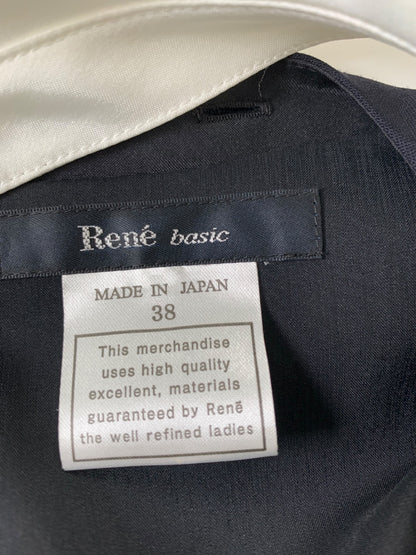 René basic
MADE IN JAPAN
38
This merchandise
uses high quality
excellent, materials
guaranteed by René
the well refined ladies